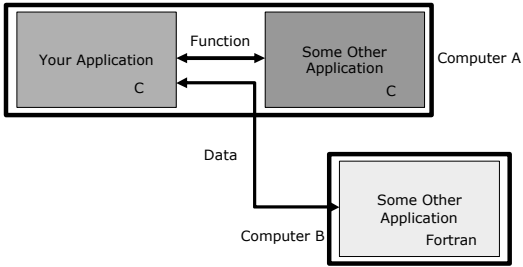 Your Application
C
Function
Some Other
Application
C
Computer A
Data
Some Other
Application
Fortran
Computer B